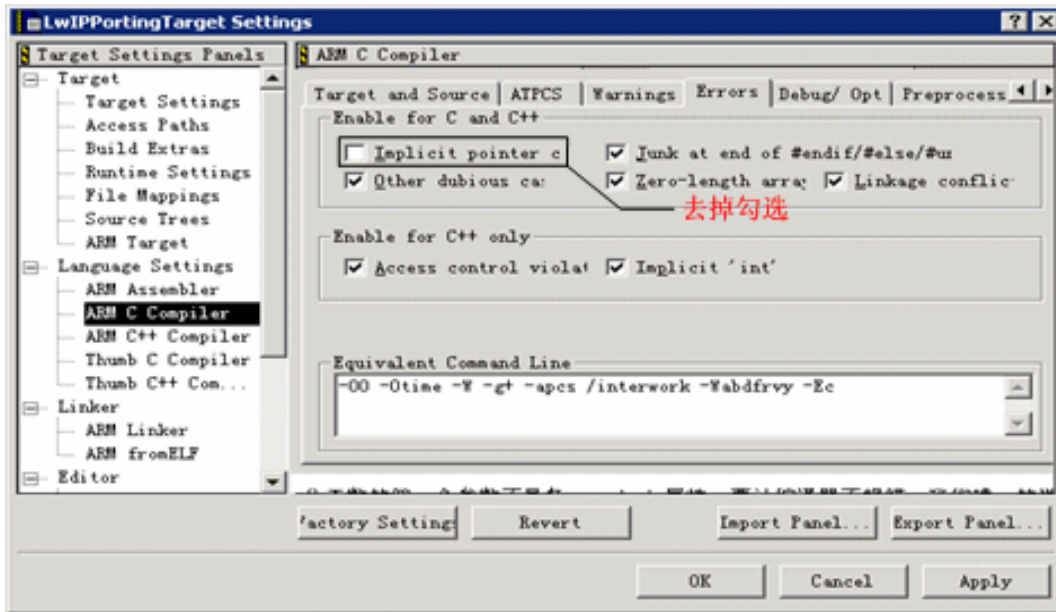 LwIPPortingTarget Settings
Target Settings Panels
Target
Target Settings
Access Paths
Build Extras
Runtime Settings
File Mappings
Source Trees
ARM Target
Language Settings
ARM Assembler
ARM C Compiler
ARM C++ Compiler
Thumb C Compiler
Thumb C++ Com...
Linker
ARM Linker
ARM fromELF
Editor
ARM C Compiler
Target and Source ATPCS Warnings Errors Debug/ Opt Preprocess
Enable for C and C++
Implicit pointer c Junk at end of #endif/#else/#un
Other dubious cas Zero-length array Linkage conflic
去掉勾选
Enable for C++ only
Access control violat Implicit 'int'
Equivalent Command Line
-O0 -Otime -W -g+ -apcs /interwork -Wabdfrvy -Ec
Factory Settings Revert Import Panel... Export Panel...
OK Cancel Apply